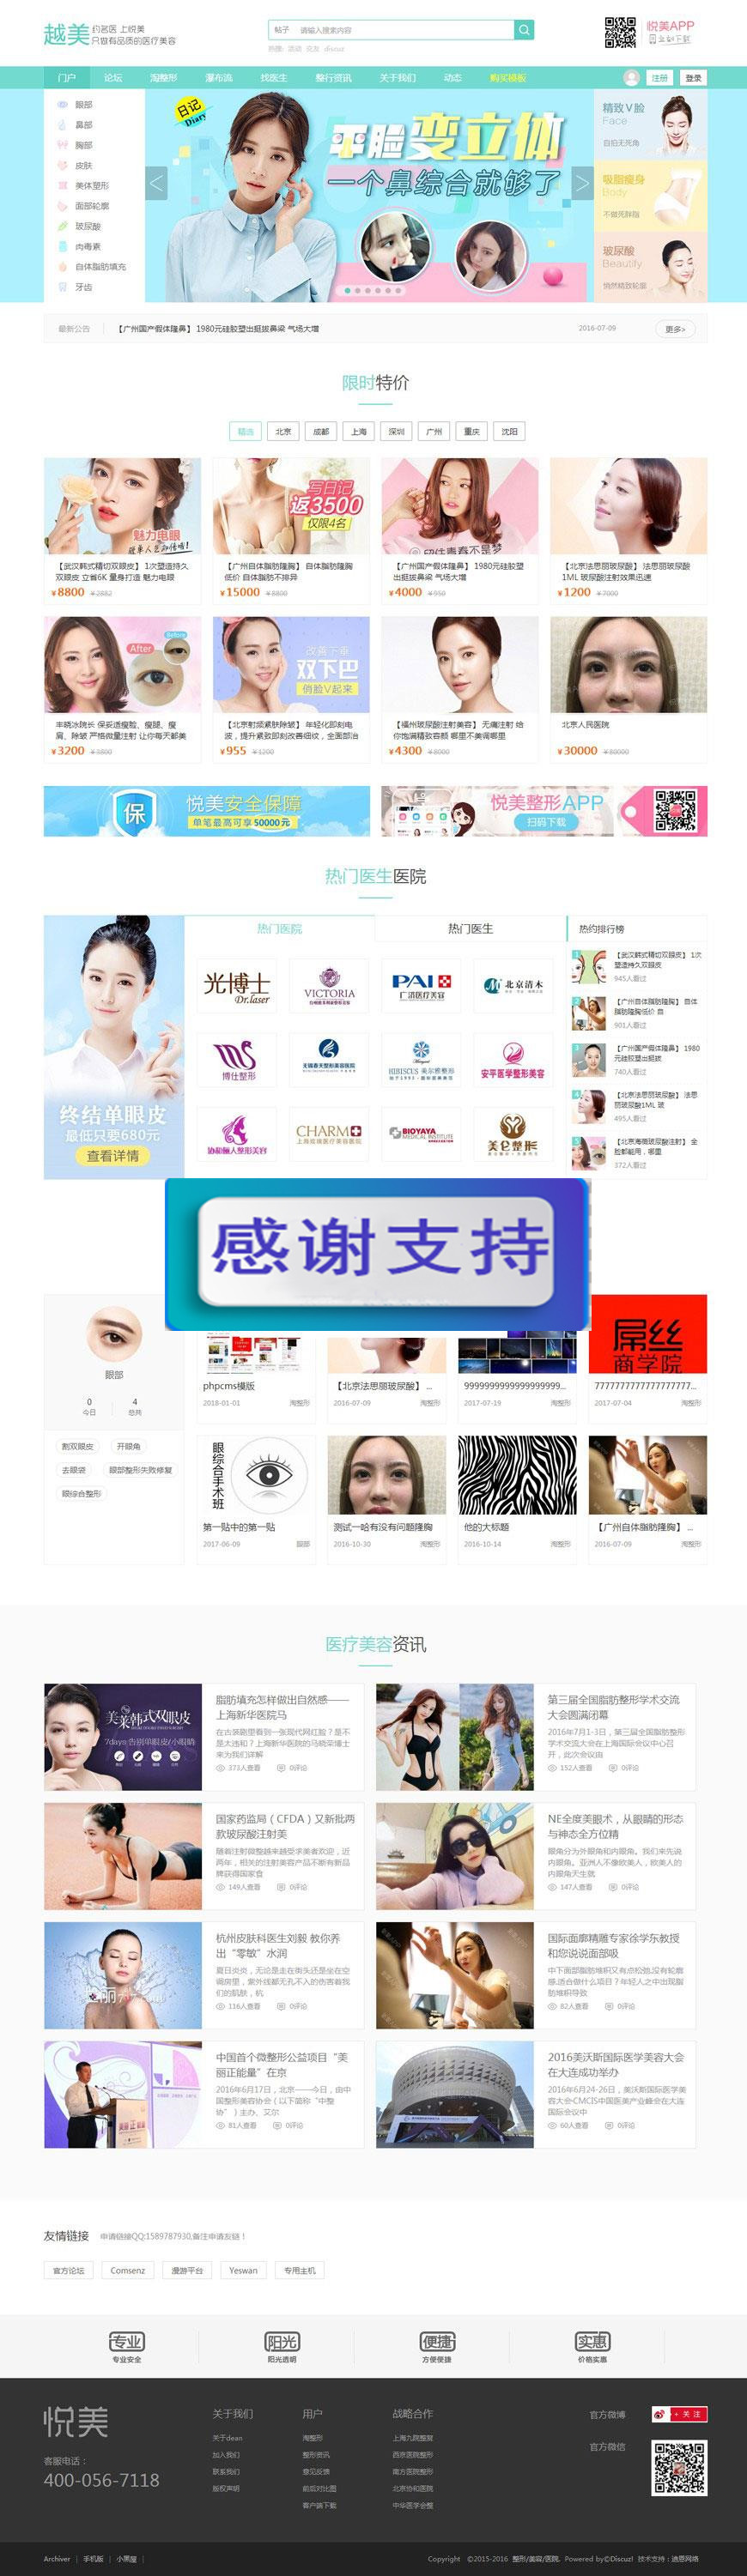 越美
约名医 上悦美
只做有品质的医疗美容
帖子 请输入搜索内容
热搜: 活动 交友 discuz
悦美APP
立即下载
门户 论坛 淘整形 瀑布流 找医生 整行资讯 关于我们 动态 购买模板
注册 登录
眼部
鼻部
胸部
皮肤
美体塑形
面部轮廓
玻尿酸
肉毒素
自体脂肪填充
牙齿
日记
Diary
平脸变立体
一个鼻综合就够了
精致V脸
Face
自拍无死角
吸脂瘦身
Body
不做死胖脂
玻尿酸
Beautify
悄然精致轮廓
最新公告 【广州国产假体隆鼻】 1980元硅胶塑出挺拔鼻梁 气场大增 2016-07-09 更多>
限时特价
精选 北京 成都 上海 深圳 广州 重庆 沈阳
魅力电眼
写日记
返3500
仅限4名
【武汉韩式精切双眼皮】 1次塑造持久
双眼皮 立省6K 量身打造 魅力电眼
¥8800 ¥2882
【广州自体脂肪隆胸】 自体脂肪隆胸
低价 自体脂肪不排异
¥15000 ¥8800
【广州国产假体隆鼻】 1980元硅胶塑
出挺拔鼻梁 气场大增
¥4000 ¥950
【北京法思丽玻尿酸】 法思丽玻尿酸
1ML 玻尿酸注射效果迅速
¥1200 ¥7000
After
Before
改善下垂
双下巴
俏脸V起来
丰晓冰院长 保妥适瘦脸、瘦腿、瘦
肩、除皱 严格微量注射 让你每天都美
¥3200 ¥3800
【北京射频紧肤除皱】 年轻化即刻电
波，提升紧致即刻改善细纹，全面部治
¥955 ¥1200
【福州玻尿酸注射美容】 无痛注射 给
你饱满精致容颜 哪里不美调哪里
¥4300 ¥8000
北京人民医院
¥30000 ¥80000
保
悦美安全保障
单笔最高可享50000元
悦美整形APP
扫码下载
热门医生医院
热门医院 热门医生 热约排行榜
终结单眼皮
最低只要680元
查看详情
光博士
Dr.laser
VICTORIA
PAI
广济医疗美容
北京清木
博仕整形
无锡春天整形美容医院
HIBISCUS 美尔雅整形
安平医学整形美容
协和丽人整形美容
CHARM
BIOYAYA
MEDICAL INSTITUTE
美仑整形
【武汉韩式精切双眼皮】 1次
塑造持久双眼皮
945人看过
【广州自体脂肪隆胸】 自体
脂肪隆胸低价 自
901人看过
【广州国产假体隆鼻】 1980
元硅胶塑出挺拔
740人看过
【北京法思丽玻尿酸】 法思
丽玻尿酸1ML 玻
495人看过
【北京海薇玻尿酸注射】 全
脸都能用，哪里
372人看过
感谢支持
眼部
0 4
今日 总共
割双眼皮 开眼角
去眼袋 眼部整形失败修复
眼综合整形
屌丝
商学院
phpcms模版
2018-01-01 淘整形
【北京法思丽玻尿酸】 ...
2016-07-09 淘整形
9999999999999999999...
2017-07-19 淘整形
7777777777777777777...
2017-07-04 淘整形
眼综合手术班
第一贴中的第一贴
2017-06-09 眼部
测试一哈有没有问题隆胸
2016-10-30 淘整形
他的大标题
2016-10-14 淘整形
【广州自体脂肪隆胸】 ...
2016-07-09 淘整形
医疗美容资讯
美莱韩式双眼皮
7days告别单眼皮/小眼睛
脂肪填充怎样做出自然感——
上海新华医院马
在古装剧里看到一张现代网红脸？是不
是大违和？上海新华医院的马晓荣博士
来为我们详解
373人查看 0评论
第三届全国脂肪整形学术交流
大会圆满闭幕
2016年7月1-3日，第三届全国脂肪整形
学术交流大会在上海国际会议中心召
开，此次会议由
152人查看 0评论
国家药监局（CFDA）又新批两
款玻尿酸注射美
随着注射微整越来越受求美者欢迎，近
两年，相关的注射美容产品不断有新品
牌获得国家食
149人查看 0评论
NE全度美眼术，从眼睛的形态
与神态全方位精
眼角分为外眼角和内眼角。我们来先说
内眼角。亚洲人不像欧美人，欧美人的
内眼角天生就
147人查看 0评论
杭州皮肤科医生刘毅 教你养
出“零敏”水润
夏日炎炎，无论是走在街头还是坐在空
调房里，紫外线都无孔不入的伤害着我
们的肌肤，杭
116人查看 0评论
国际面廓精雕专家徐学东教授
和您说说面部吸
中下面部脂肪堆积又有点松弛,没有轮廓
感,适合做什么项目？年轻人之中出现脂
肪堆积导致
82人查看 0评论
中国首个微整形公益项目“美
丽正能量”在京
2016年6月17日，北京——今日，由中
国整形美容协会（以下简称“中整
协”）主办、艾尔
81人查看 0评论
2016美沃斯国际医学美容大会
在大连成功举办
2016年6月24-26日，美沃斯国际医学美
容大会-CMCIS中国医美产业峰会在大连
国际会议中
60人查看 0评论
友情链接 申请链接QQ:1589787930,备注申请友链！
官方论坛 Comsenz 漫游平台 Yeswan 专用主机
专业 阳光 便捷 实惠
专业安全 阳光透明 方便便捷 价格实惠
悦美
客服电话：
400-056-7118
关于我们
关于dean
加入我们
联系我们
版权声明
用户
淘整形
整形资讯
意见反馈
前后对比图
客户端下载
战略合作
上海九院整复
西京医院整形
南方医院整形
北京协和医院
中华医学会整
官方微博
+ 关注
官方微信
Archiver | 手机版 | 小黑屋 |
Copyright ©2015-2016 整形/美容/医院. Powered by©Discuz! 技术支持：迪恩网络